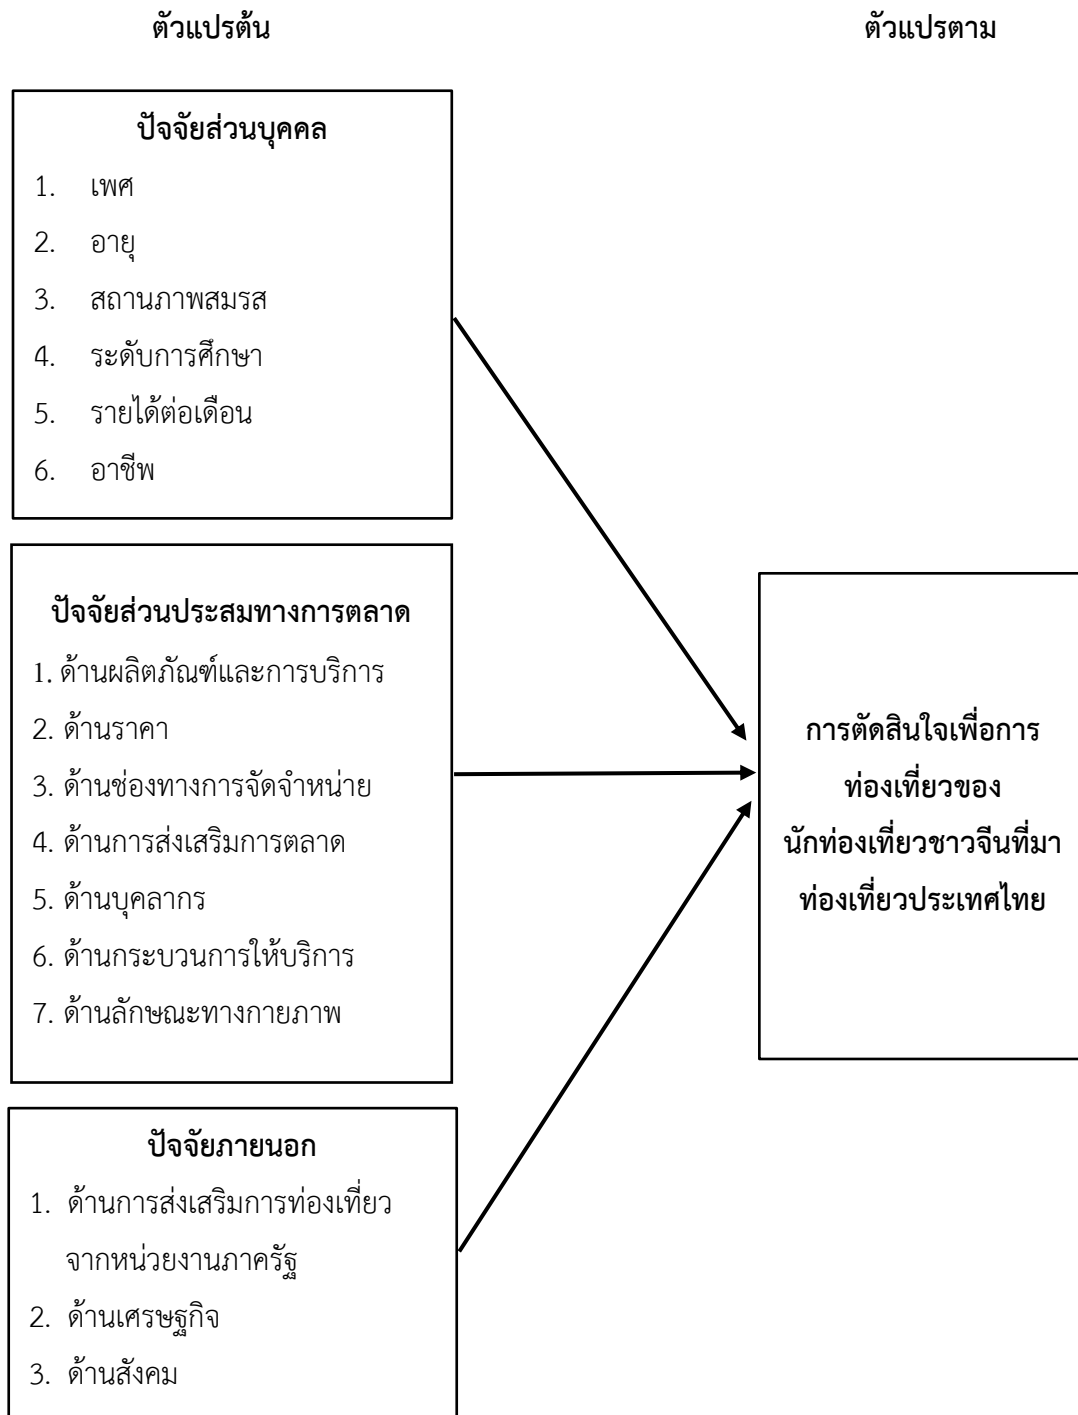 ตัวแปรต้น
ตัวแปรตาม
ปัจจัยส่วนบุคคล
1. เพศ
2. อายุ
3. สถานภาพสมรส
4. ระดับการศึกษา
5. รายได้ต่อเดือน
6. อาชีพ
ปัจจัยส่วนประสมทางการตลาด
1. ด้านผลิตภัณฑ์และการบริการ
2. ด้านราคา
3. ด้านช่องทางการจัดจำหน่าย
4. ด้านการส่งเสริมการตลาด
5. ด้านบุคลากร
6. ด้านกระบวนการให้บริการ
7. ด้านลักษณะทางกายภาพ
ปัจจัยภายนอก
1. ด้านการส่งเสริมการท่องเที่ยว
จากหน่วยงานภาครัฐ
2. ด้านเศรษฐกิจ
3. ด้านสังคม
การตัดสินใจเพื่อการ
ท่องเที่ยวของ
นักท่องเที่ยวชาวจีนที่มา
ท่องเที่ยวประเทศไทย